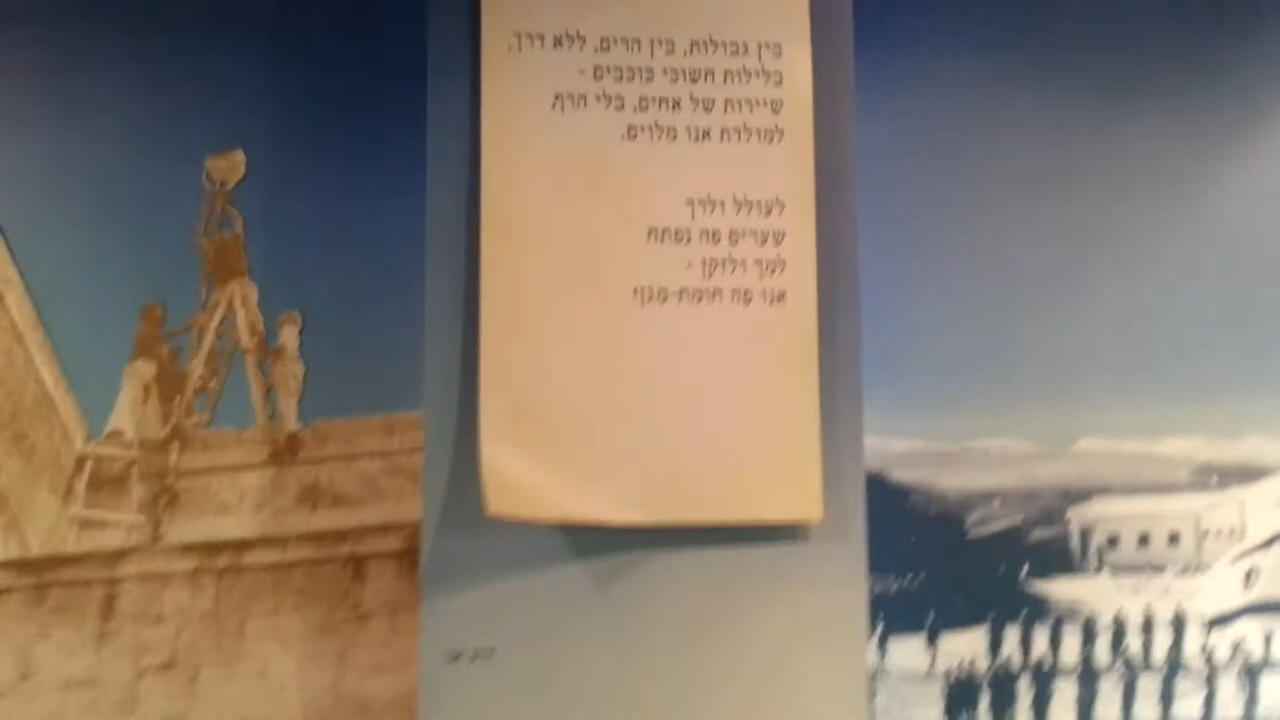 בין גבולות, בין הרים, ללא דרך,
בלילות חשוכי כוכבים -
שיירות של אחים, בלי הרף
למולדת אנו מלוים.
לעולל ולרך
שערים פה נפתח
למך ולזקן -
אנו פה חומת-מגן!